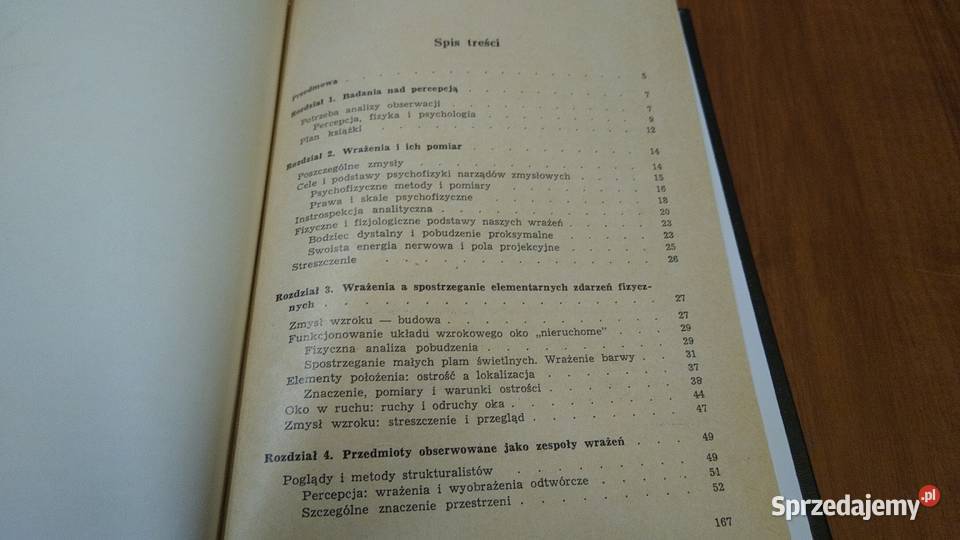 Spis treści
Przedmowa . . . . . . . . . . . . 5
Rozdział 1. Badania nad percepcją . . . . . . 7
Potrzeba analizy obserwacji . . . . . . . 7
Percepcja, fizyka i psychologia . . . . . . 9
Plan książki . . . . . . . . . . . 12
Rozdział 2. Wrażenia i ich pomiar . . . . . . 14
Poszczególne zmysły . . . . . . . . . 14
Cele i podstawy psychofizyki narządów zmysłowych . . . . 15
Psychofizyczne metody i pomiary . . . . . . 16
Prawa i skale psychofizyczne . . . . . . . 18
Instrospekcja analityczna . . . . . . . . 20
Fizyczne i fizjologiczne podstawy naszych wrażeń . . . . 23
Bodziec dystalny i pobudzenie proksymalne . . . . 23
Swoista energia nerwowa i pola projekcyjne . . . . 25
Streszczenie . . . . . . . . . . . 26
Rozdział 3. Wrażenia a spostrzeganie elementarnych zdarzeń fizycz-
nych . . . . . . . . . . . . . 27
Zmysł wzroku — budowa . . . . . . . . 27
Funkcjonowanie układu wzrokowego oko „nieruchome" . . . 29
Fizyczna analiza pobudzenia . . . . . . . 29
Spostrzeganie małych plam świetlnych. Wrażenie barwy . . 31
Elementy położenia: ostrość a lokalizacja . . . . . 37
Znaczenie, pomiary i warunki ostrości . . . . . 39
Oko w ruchu: ruchy i odruchy oka . . . . . . 44
Zmysł wzroku: streszczenie i przegląd . . . . . 47
Rozdział 4. Przedmioty obserwowane jako zespoły wrażeń . . . 49
Poglądy i metody strukturalistów . . . . . . 49
Percepcja: wrażenia i wyobrażenia odtwórcze . . . . 51
Szczególne znaczenie przestrzeni . . . . . . 52
167
Sprzedajemy.pl